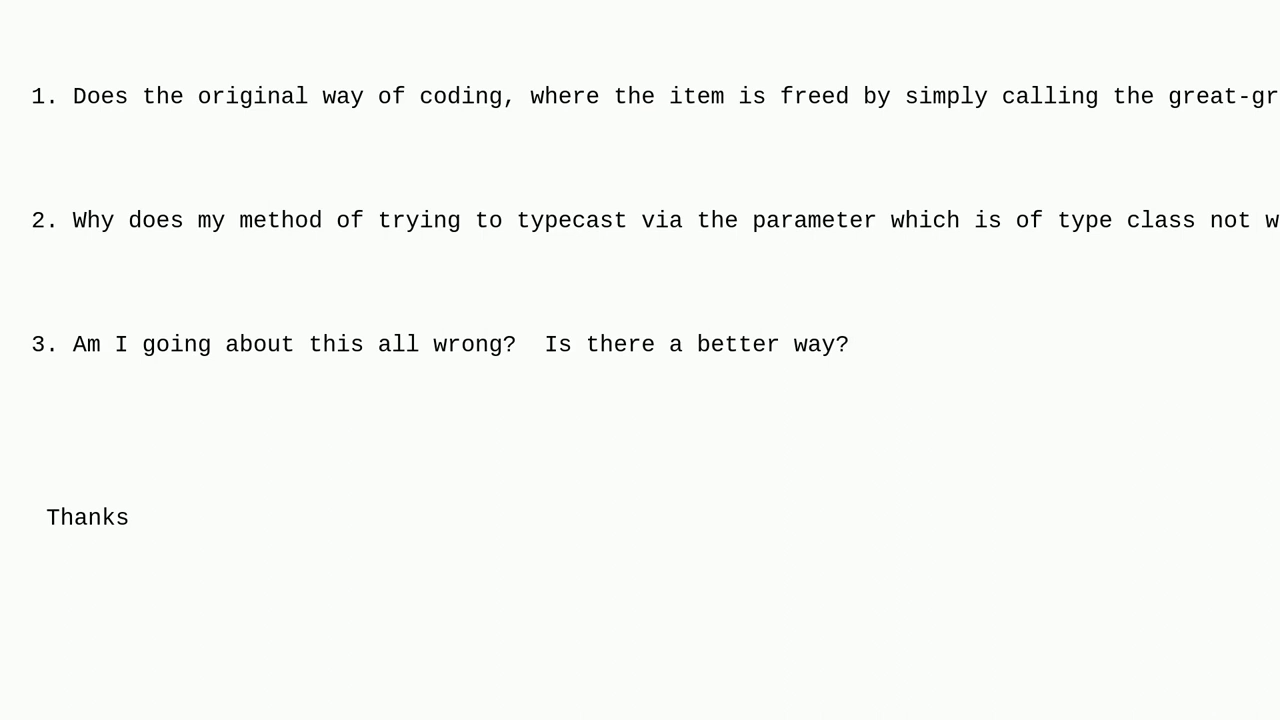 1. Does the original way of coding, where the item is freed by simply calling the great-gr
2. Why does my method of trying to typecast via the parameter which is of type class not w
3. Am I going about this all wrong?  Is there a better way?
Thanks